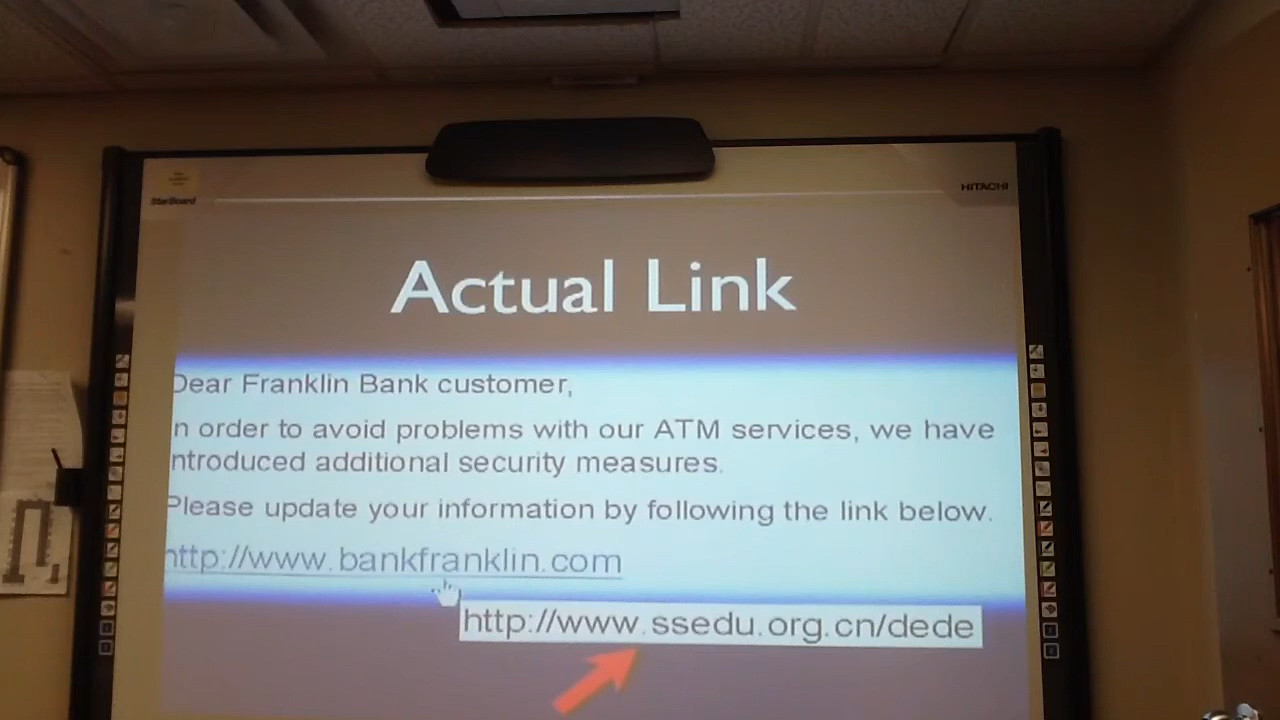 StarBoard
HITACHI
Actual Link
Dear Franklin Bank customer,
n order to avoid problems with our ATM services, we have
ntroduced additional security measures.
Please update your information by following the link below.
http://www.bankfranklin.com
http://www.ssedu.org.cn/dede